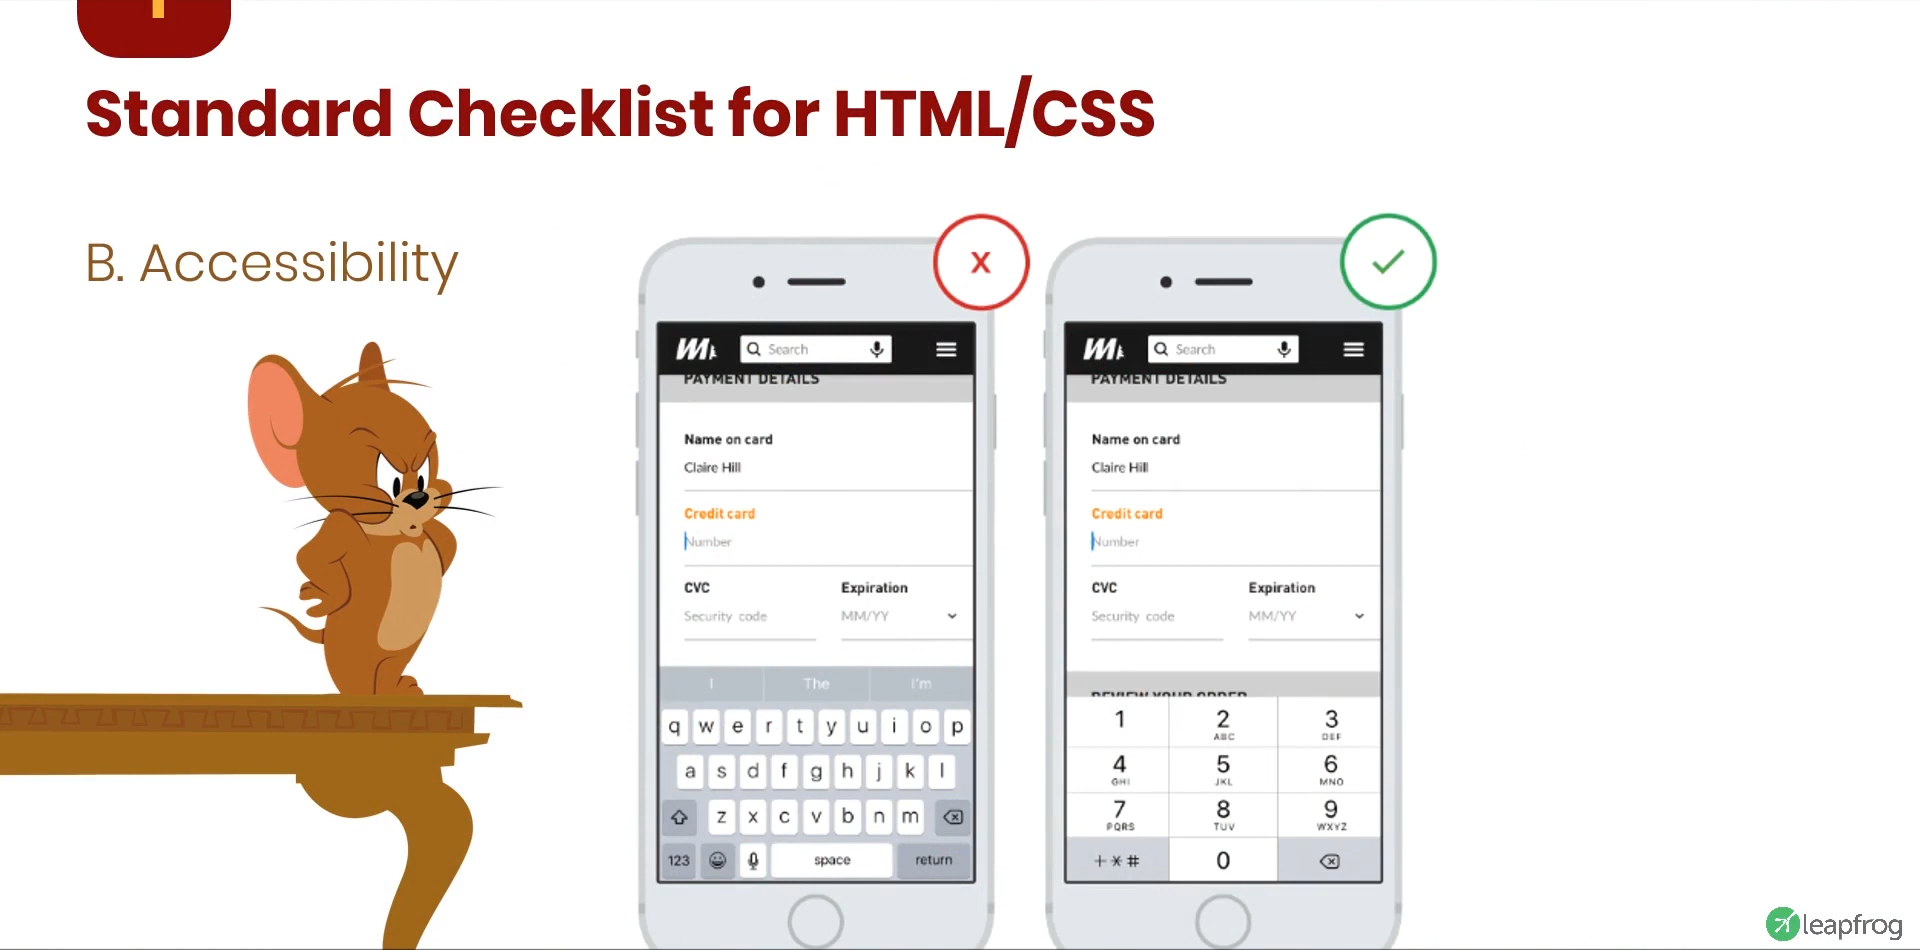 Standard Checklist for HTML/CSS
B. Accessibility
X
Search
PAYMENT DETAILS
Name on card
Claire Hill
Credit card
Number
CVC
Expiration
Security code
MM/YY
I
The
I'm
q w e r t y u i o p
a s d f g h j k l
z x c v b n m
123
space
return
Search
PAYMENT DETAILS
Name on card
Claire Hill
Credit card
Number
CVC
Expiration
Security code
MM/YY
REVIEW YOUR ORDER
1
2
ABC
3
DEF
4
GHI
5
JKL
6
MNO
7
PQRS
8
TUV
9
WXYZ
+ * #
0
leapfrog